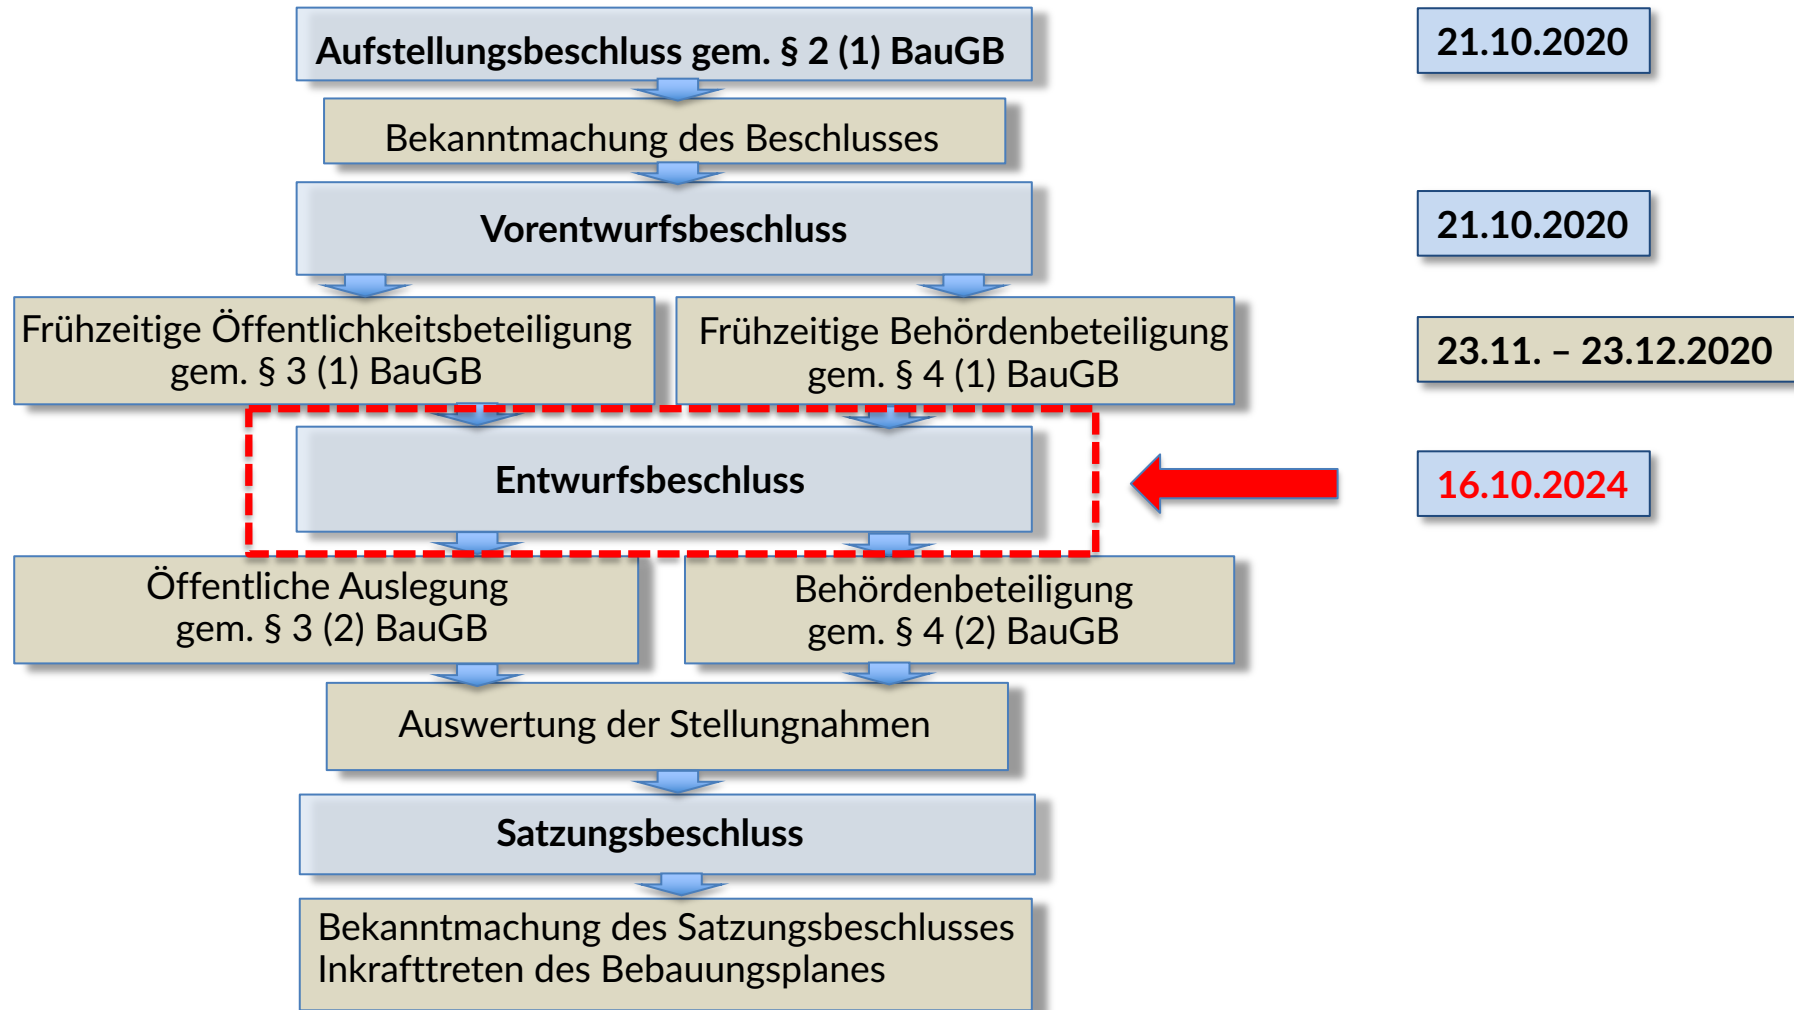 Aufstellungsbeschluss gem. § 2 (1) BauGB
21.10.2020
Bekanntmachung des Beschlusses
Vorentwurfsbeschluss
21.10.2020
Frühzeitige Öffentlichkeitsbeteiligung
gem. § 3 (1) BauGB
Frühzeitige Behördenbeteiligung
gem. § 4 (1) BauGB
23.11. – 23.12.2020
Entwurfsbeschluss
16.10.2024
Öffentliche Auslegung
gem. § 3 (2) BauGB
Behördenbeteiligung
gem. § 4 (2) BauGB
Auswertung der Stellungnahmen
Satzungsbeschluss
Bekanntmachung des Satzungsbeschlusses
Inkrafttreten des Bebauungsplanes